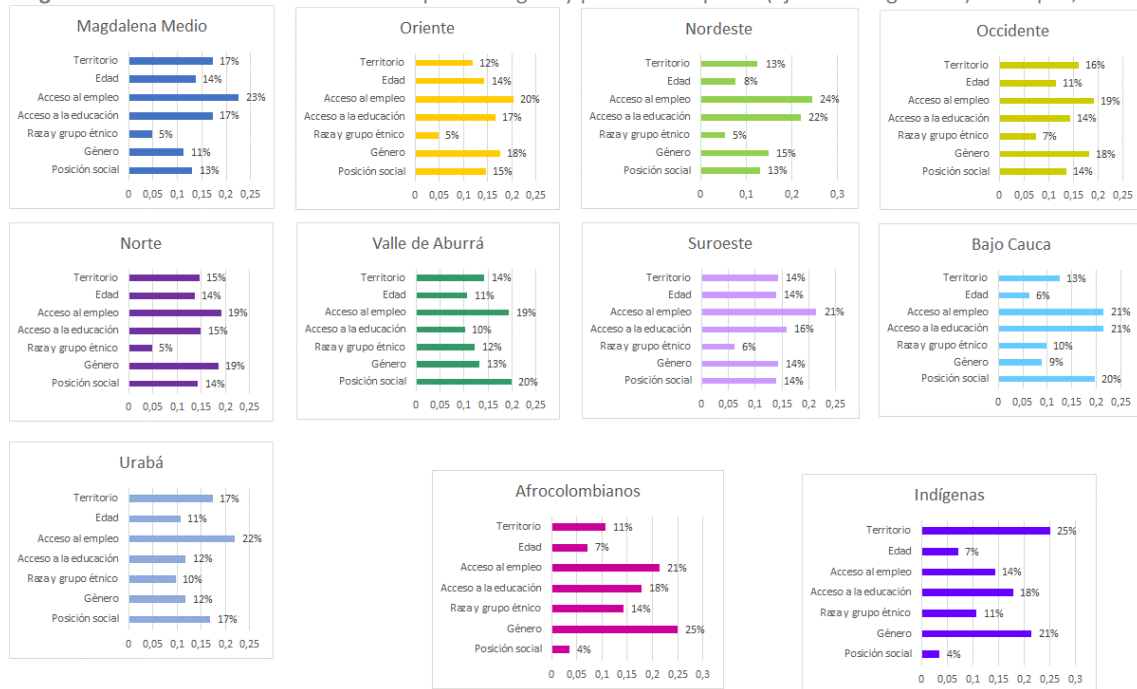 Magdalena Medio
Territorio 17%
Edad 14%
Acceso al empleo 23%
Acceso a la educación 17%
Raza y grupo étnico 5%
Género 11%
Posición social 13%
0 0,05 0,1 0,15 0,2 0,25
Oriente
Territorio 12%
Edad 14%
Acceso al empleo 20%
Acceso a la educación 17%
Raza y grupo étnico 5%
Género 18%
Posición social 15%
0 0,05 0,1 0,15 0,2 0,25
Nordeste
Territorio 13%
Edad 8%
Acceso al empleo 24%
Acceso a la educación 22%
Raza y grupo étnico 5%
Género 15%
Posición social 13%
0 0,1 0,2 0,3
Occidente
Territorio 16%
Edad 11%
Acceso al empleo 19%
Acceso a la educación 14%
Raza y grupo étnico 7%
Género 18%
Posición social 14%
0 0,05 0,1 0,15 0,2 0,25
Norte
Territorio 15%
Edad 14%
Acceso al empleo 19%
Acceso a la educación 15%
Raza y grupo étnico 5%
Género 19%
Posición social 14%
0 0,05 0,1 0,15 0,2 0,25
Valle de Aburrá
Territorio 14%
Edad 11%
Acceso al empleo 19%
Acceso a la educación 10%
Raza y grupo étnico 12%
Género 13%
Posición social 20%
0 0,05 0,1 0,15 0,2 0,25
Suroeste
Territorio 14%
Edad 14%
Acceso al empleo 21%
Acceso a la educación 16%
Raza y grupo étnico 6%
Género 14%
Posición social 14%
0 0,05 0,1 0,15 0,2 0,25
Bajo Cauca
Territorio 13%
Edad 6%
Acceso al empleo 21%
Acceso a la educación 21%
Raza y grupo étnico 10%
Género 9%
Posición social 20%
0 0,05 0,1 0,15 0,2 0,25
Urabá
Territorio 17%
Edad 11%
Acceso al empleo 22%
Acceso a la educación 12%
Raza y grupo étnico 10%
Género 12%
Posición social 17%
0 0,05 0,1 0,15 0,2 0,25
Afrocolombianos
Territorio 11%
Edad 7%
Acceso al empleo 21%
Acceso a la educación 18%
Raza y grupo étnico 14%
Género 25%
Posición social 4%
0 0,05 0,1 0,15 0,2 0,25 0,3
Indígenas
Territorio 25%
Edad 7%
Acceso al empleo 14%
Acceso a la educación 18%
Raza y grupo étnico 11%
Género 21%
Posición social 4%
0 0,05 0,1 0,15 0,2 0,25 0,3